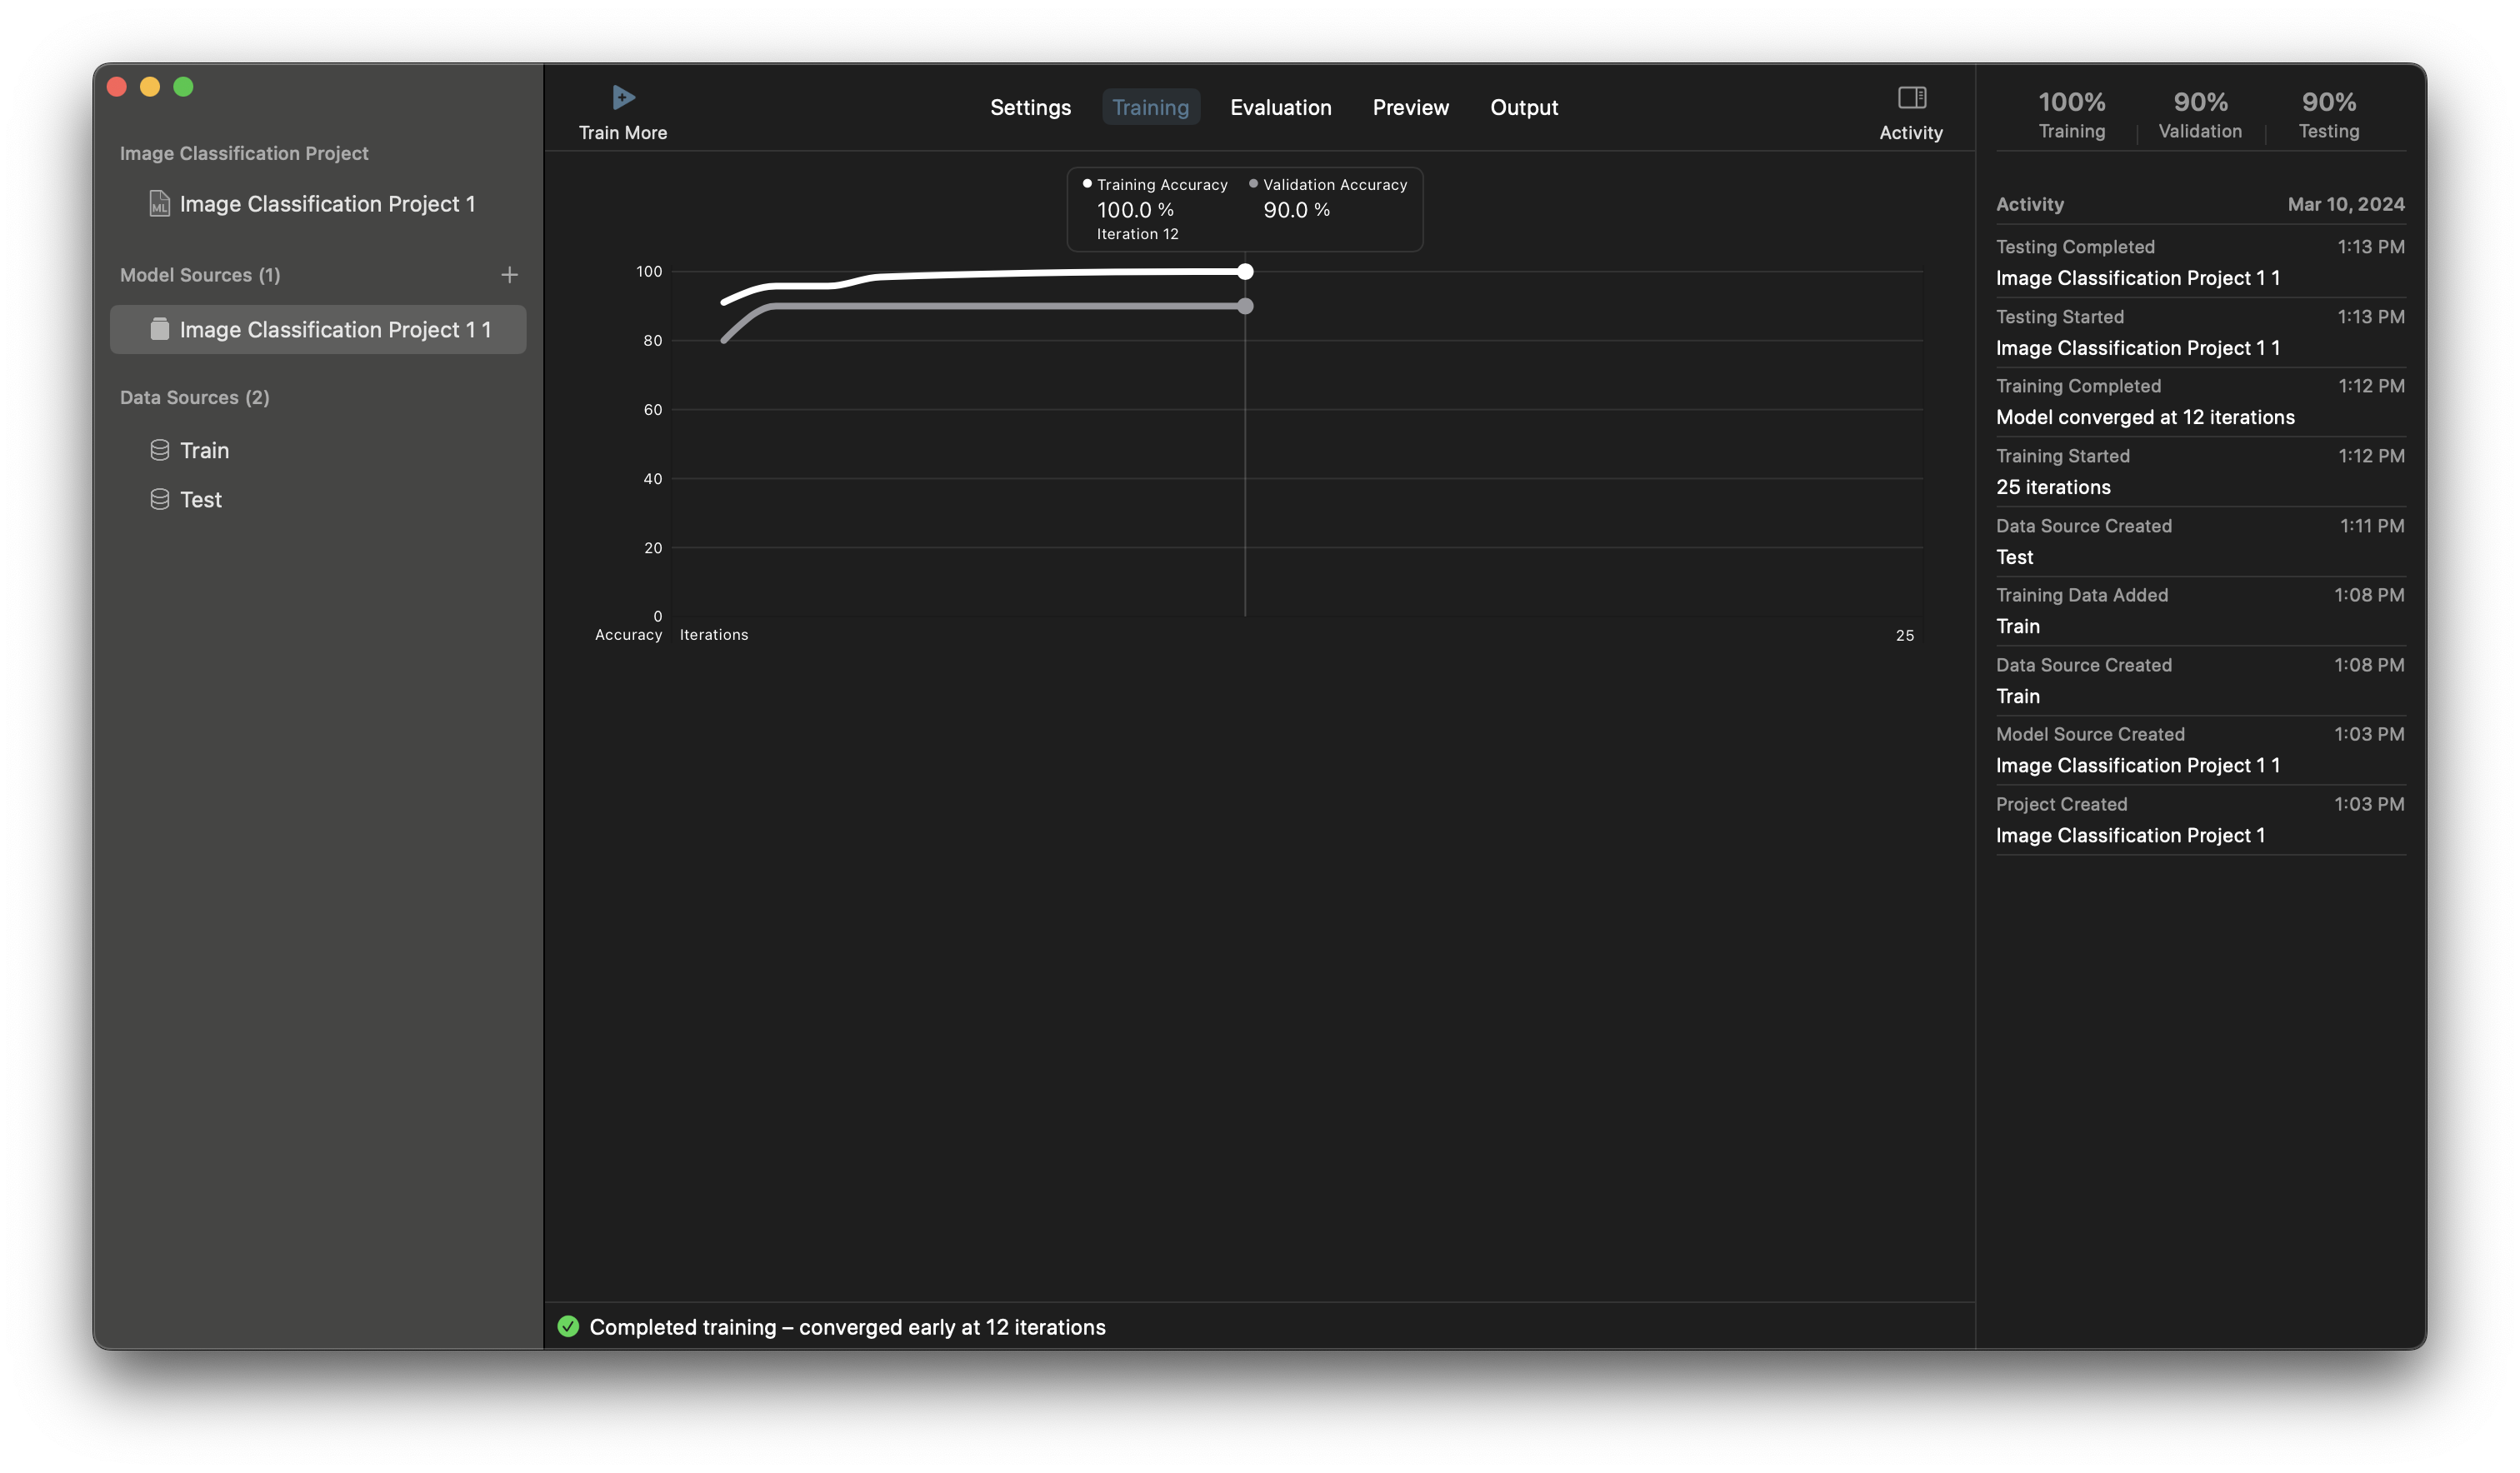 Image Classification Project
ML
Image Classification Project 1
Model Sources (1)
Image Classification Project 1 1
Data Sources (2)
Train
Test
Train More
Settings
Training
Evaluation
Preview
Output
Activity
Training Accuracy
100.0 %
Iteration 12
Validation Accuracy
90.0 %
100
80
60
40
20
0
Accuracy
Iterations
25
Completed training – converged early at 12 iterations
100%
Training
90%
Validation
90%
Testing
Activity Mar 10, 2024
Testing Completed 1:13 PM
Image Classification Project 1 1
Testing Started 1:13 PM
Image Classification Project 1 1
Training Completed 1:12 PM
Model converged at 12 iterations
Training Started 1:12 PM
25 iterations
Data Source Created 1:11 PM
Test
Training Data Added 1:08 PM
Train
Data Source Created 1:08 PM
Train
Model Source Created 1:03 PM
Image Classification Project 1 1
Project Created 1:03 PM
Image Classification Project 1